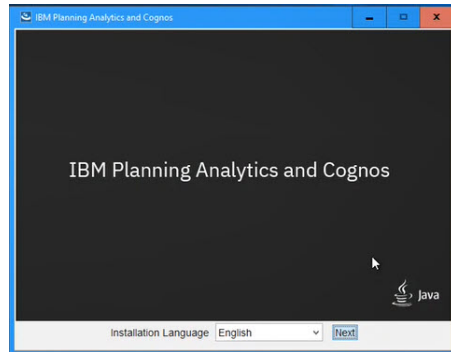 IBM Planning Analytics and Cognos
IBM Planning Analytics and Cognos
Java
Installation Language English Next